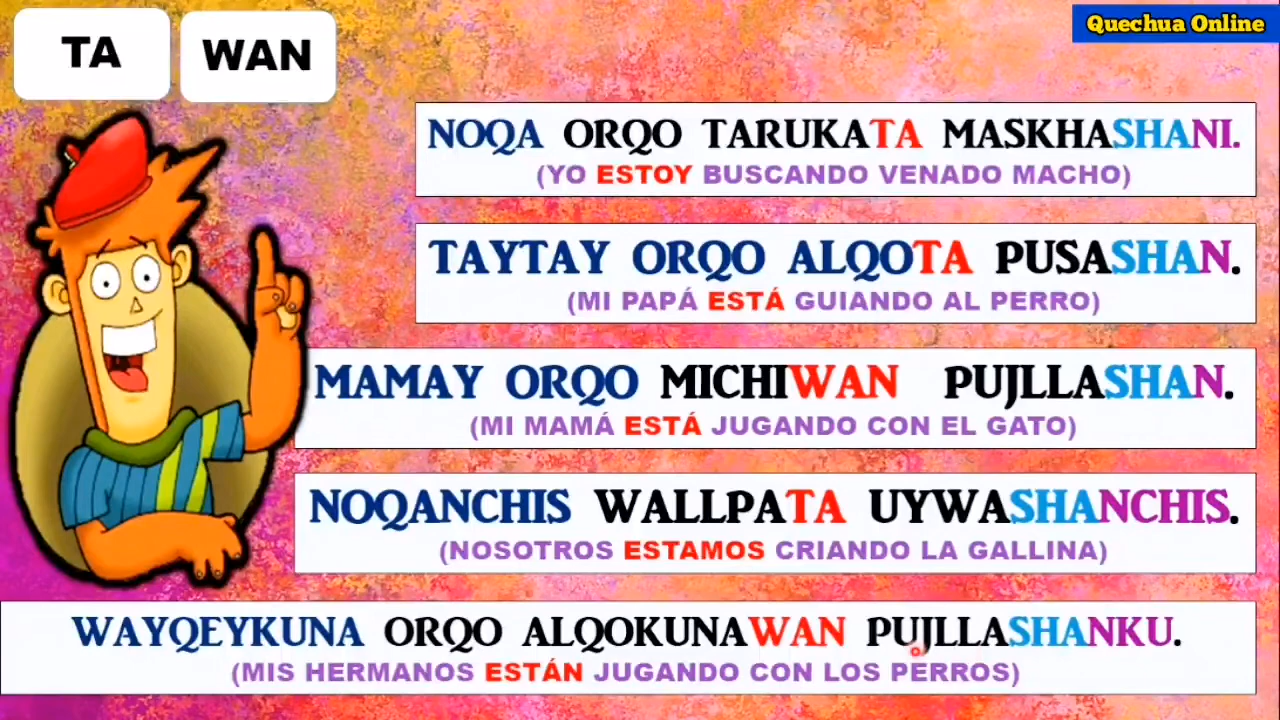 TA
WAN
Quechua Online
NOQA ORQO TARUKATA MASKHASHANI.
(YO ESTOY BUSCANDO VENADO MACHO)
TAYTAY ORQO ALQOTA PUSASHAN.
(MI PAPÁ ESTÁ GUIANDO AL PERRO)
MAMAY ORQO MICHIWAN PUJLLASHAN.
(MI MAMÁ ESTÁ JUGANDO CON EL GATO)
NOQANCHIS WALLPATA UYWASHANCHIS.
(NOSOTROS ESTAMOS CRIANDO LA GALLINA)
WAYQEYKUNA ORQO ALQOKUNAWAN PUJLLASHANKU.
(MIS HERMANOS ESTÁN JUGANDO CON LOS PERROS)